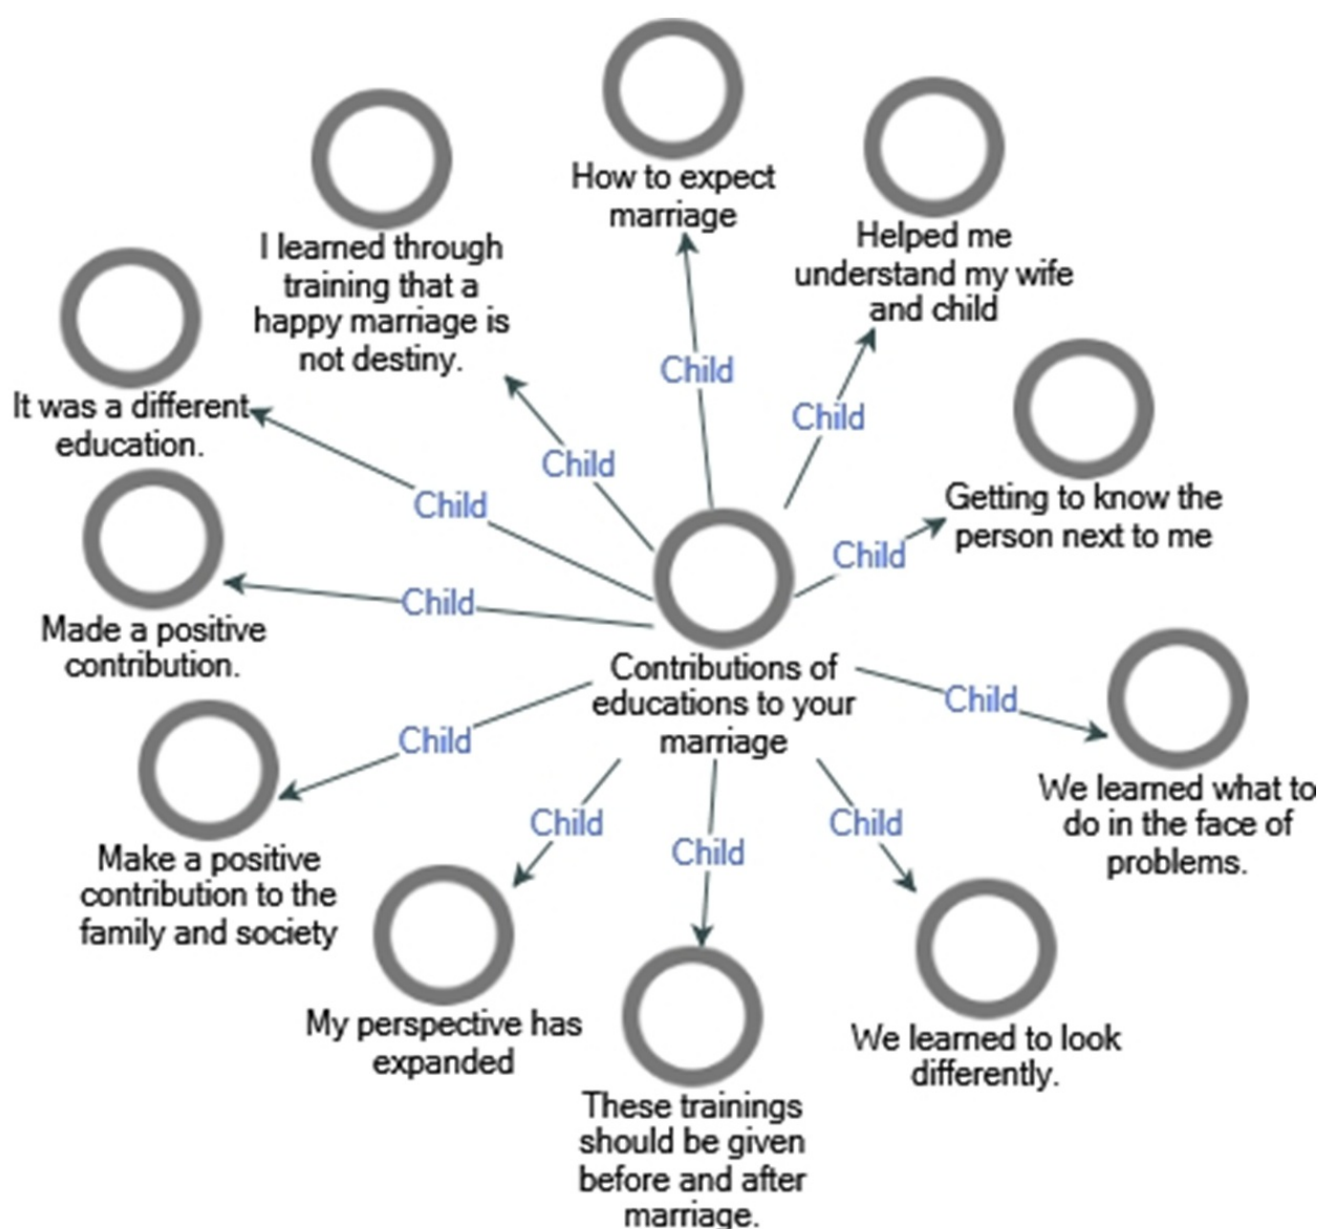 How to expect
marriage
Helped me
understand my wife
and child
I learned through
training that a
happy marriage is
not destiny.
It was a different
education.
Getting to know the
person next to me
Child
Child
Child
Child
Child
Child
Made a positive
contribution.
Contributions of
educations to your
marriage
Child
We learned what to
do in the face of
problems.
Child
Make a positive
contribution to the
family and society
Child
Child
Child
My perspective has
expanded
We learned to look
differently.
These trainings
should be given
before and after
marriage.